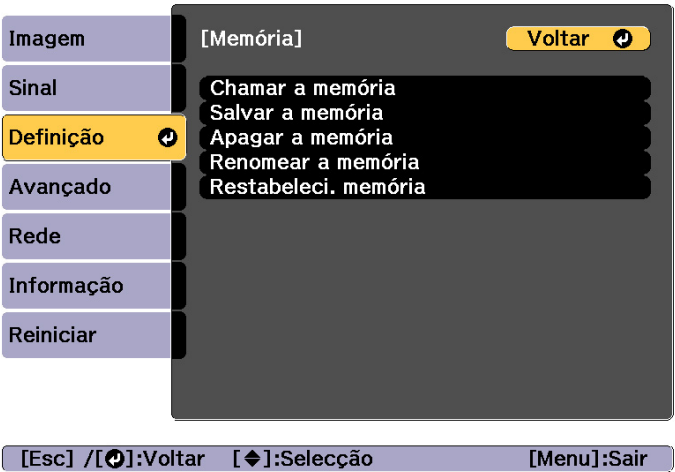 Imagem
Sinal
Definição
Avançado
Rede
Informação
Reiniciar
[Memória]
Voltar
Chamar a memória
Salvar a memória
Apagar a memória
Renomear a memória
Restabeleci. memória
[Esc] /[ ]:Voltar [ ]:Selecção [Menu]:Sair